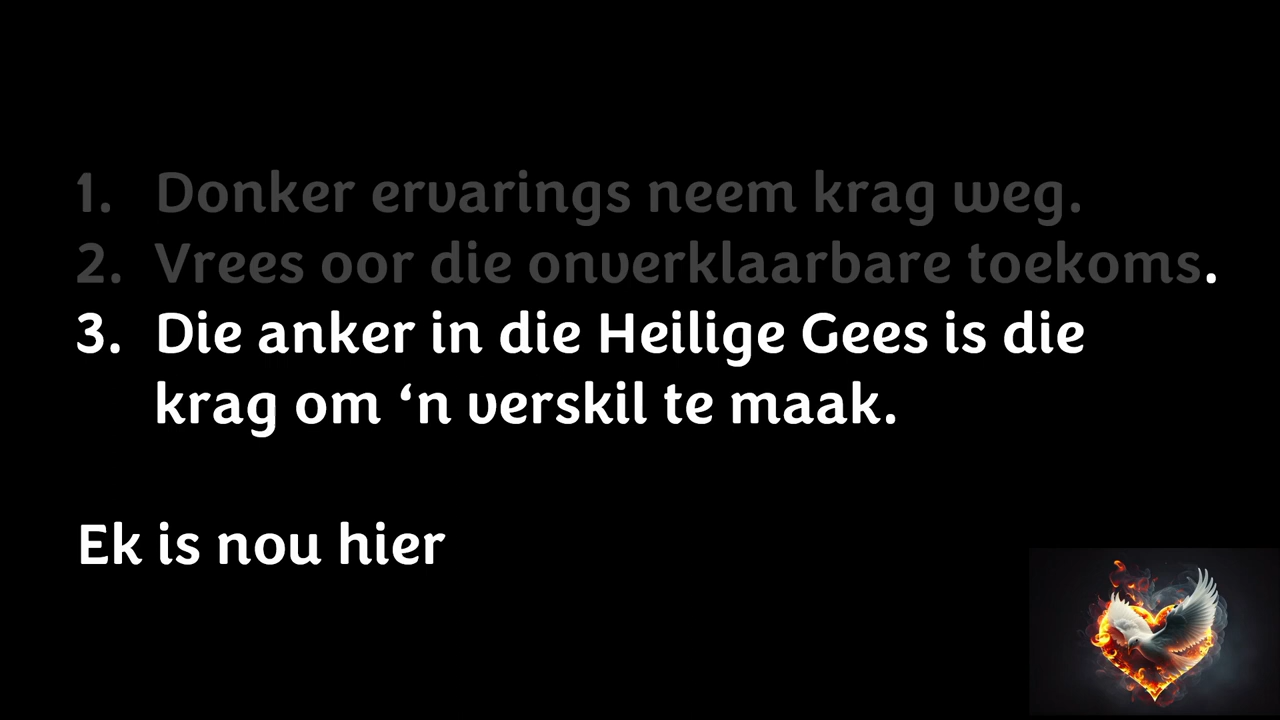 1. Donker ervarings neem krag weg.
2. Vrees oor die onverklaarbare toekoms.
3. Die anker in die Heilige Gees is die
krag om ‘n verskil te maak.
Ek is nou hier